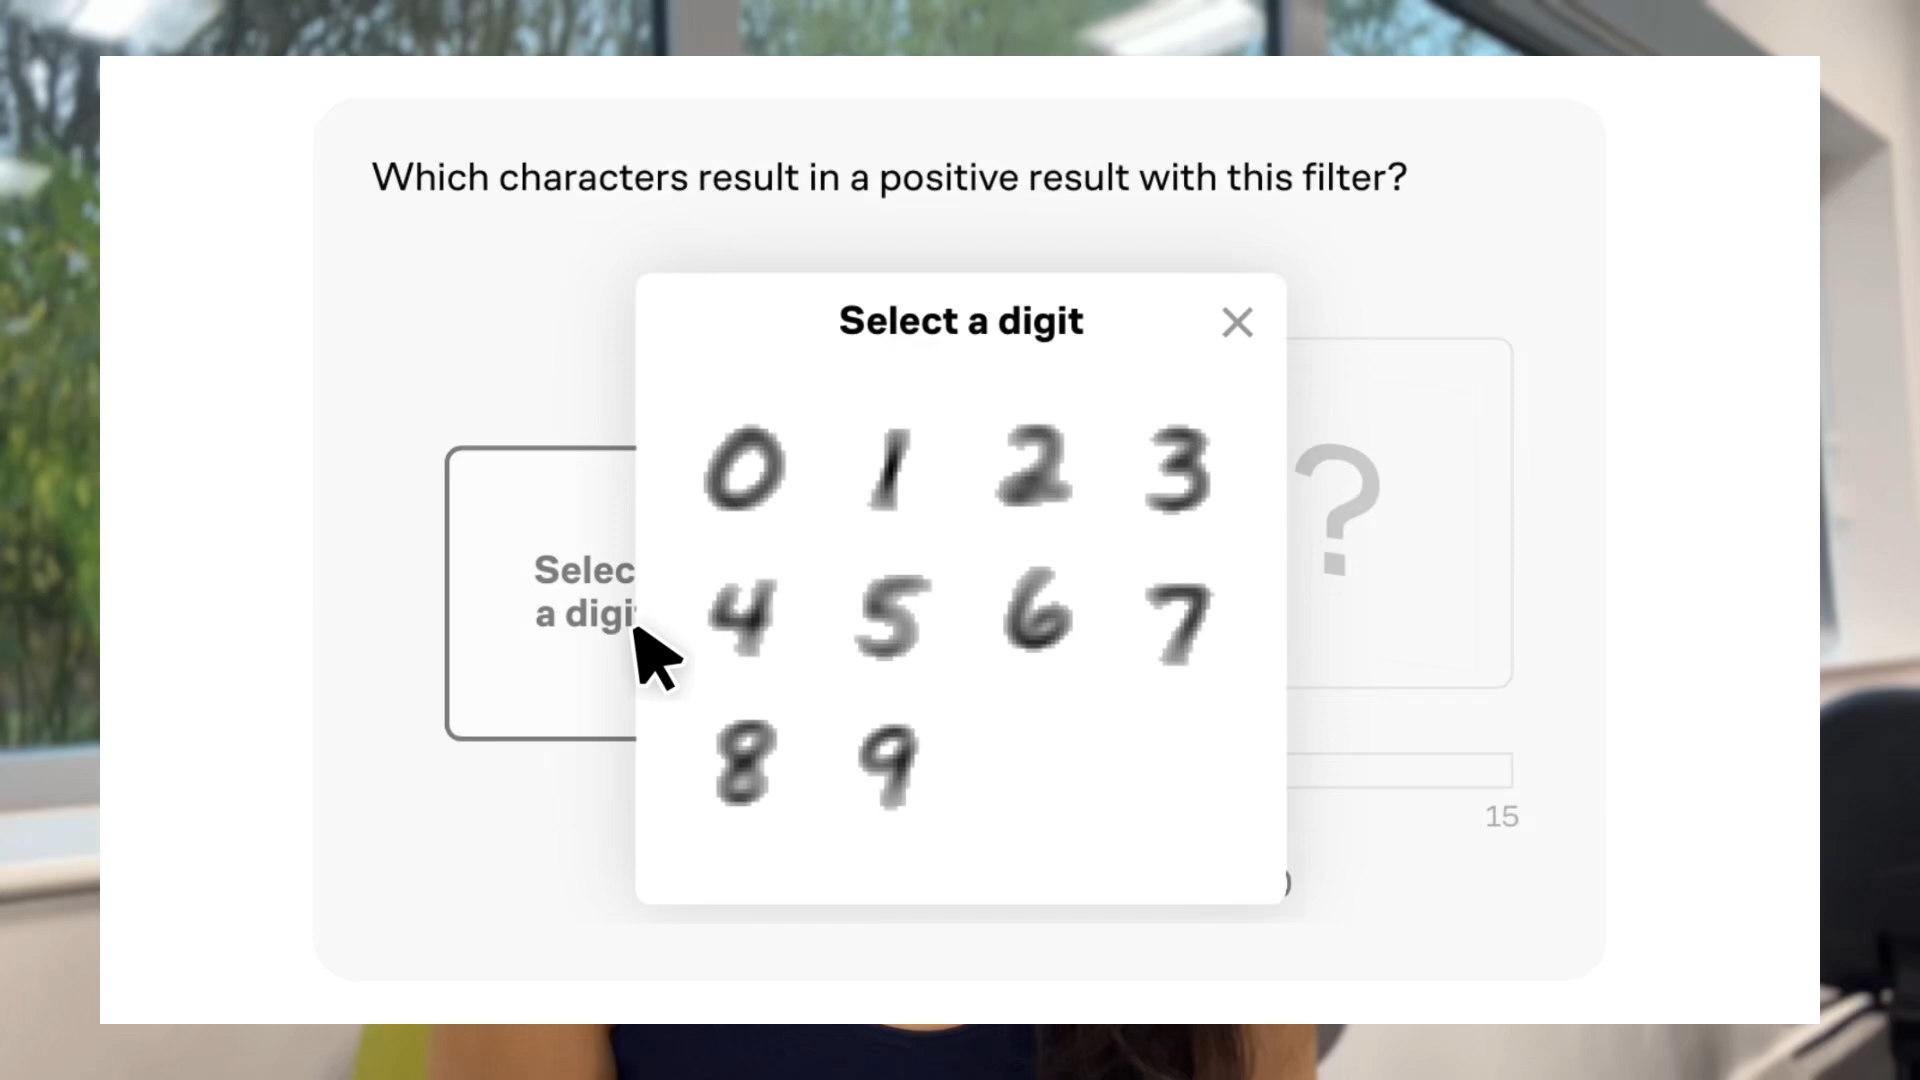 Which characters result in a positive result with this filter?
Select a digit
0 1 2 3
Selec
a digi
4 5 6 7
?
8 9
15